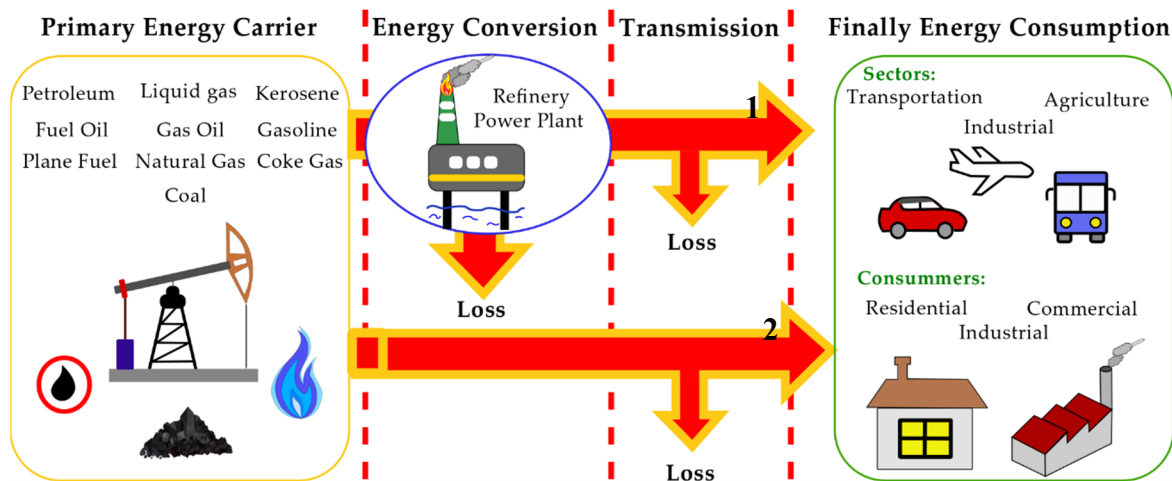 Primary Energy Carrier
Energy Conversion
Transmission
Finally Energy Consumption
Petroleum
Liquid gas
Kerosene
Fuel Oil
Gas Oil
Gasoline
Plane Fuel
Natural Gas
Coke Gas
Coal
Refinery
Power Plant
Loss
1
Loss
2
Loss
Sectors:
Transportation
Agriculture
Industrial
Consummers:
Residential
Commercial
Industrial